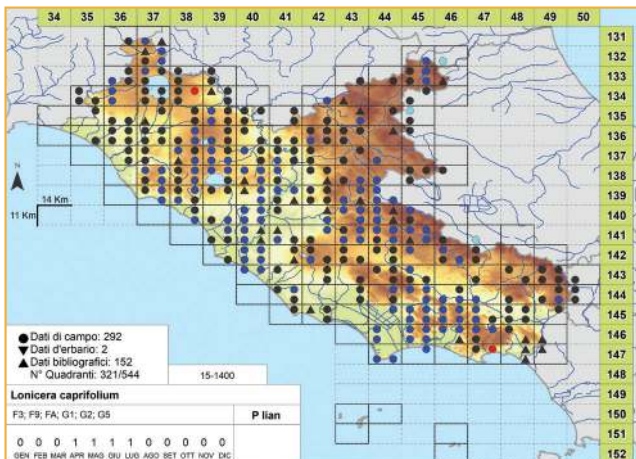 34 35 36 37 38 39 40 41 42 43 44 45 46 47 48 49 50
131
132
133
134
135
136
137
138
139
140
141
142
143
144
145
146
147
148
149
150
151
152
N
14 Km
11 Km
Dati di campo: 292
Dati d'erbario: 2
Dati bibliografici: 152
N° Quadranti: 321/544
15-1400
Lonicera caprifolium
F3; F9; FA; G1; G2; G5
P lian
0 0 0 1 1 1 1 0 0 0 0 0
GEN FEB MAR APR MAG GIU LUG AGO SET OTT NOV DIC